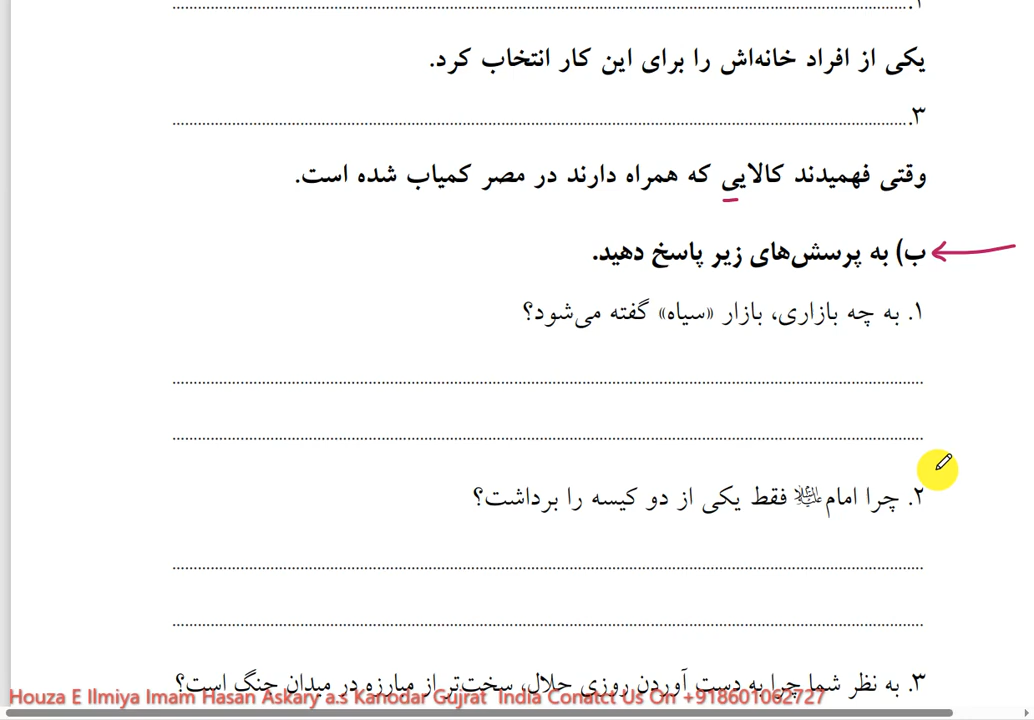 ۱.
یکی از افراد خانه‌اش را برای این کار انتخاب کرد.
۳.
وقتی فهمیدند کالایی که همراه دارند در مصر کمیاب شده است.
ب) به پرسش‌های زیر پاسخ دهید.
۱. به چه بازاری، بازار «سیاه» گفته می‌شود؟
۲. چرا امام علیه‌السلام فقط یکی از دو کیسه را برداشت؟
۳. به نظر شما چرا به دست آوردن روزی حلال، سخت‌تر از مبارزه در میدان جنگ است؟
Houza E Ilmiya Imam Hasan Askary a.s Kanodar Gujrat India Conatct Us On +918601062727